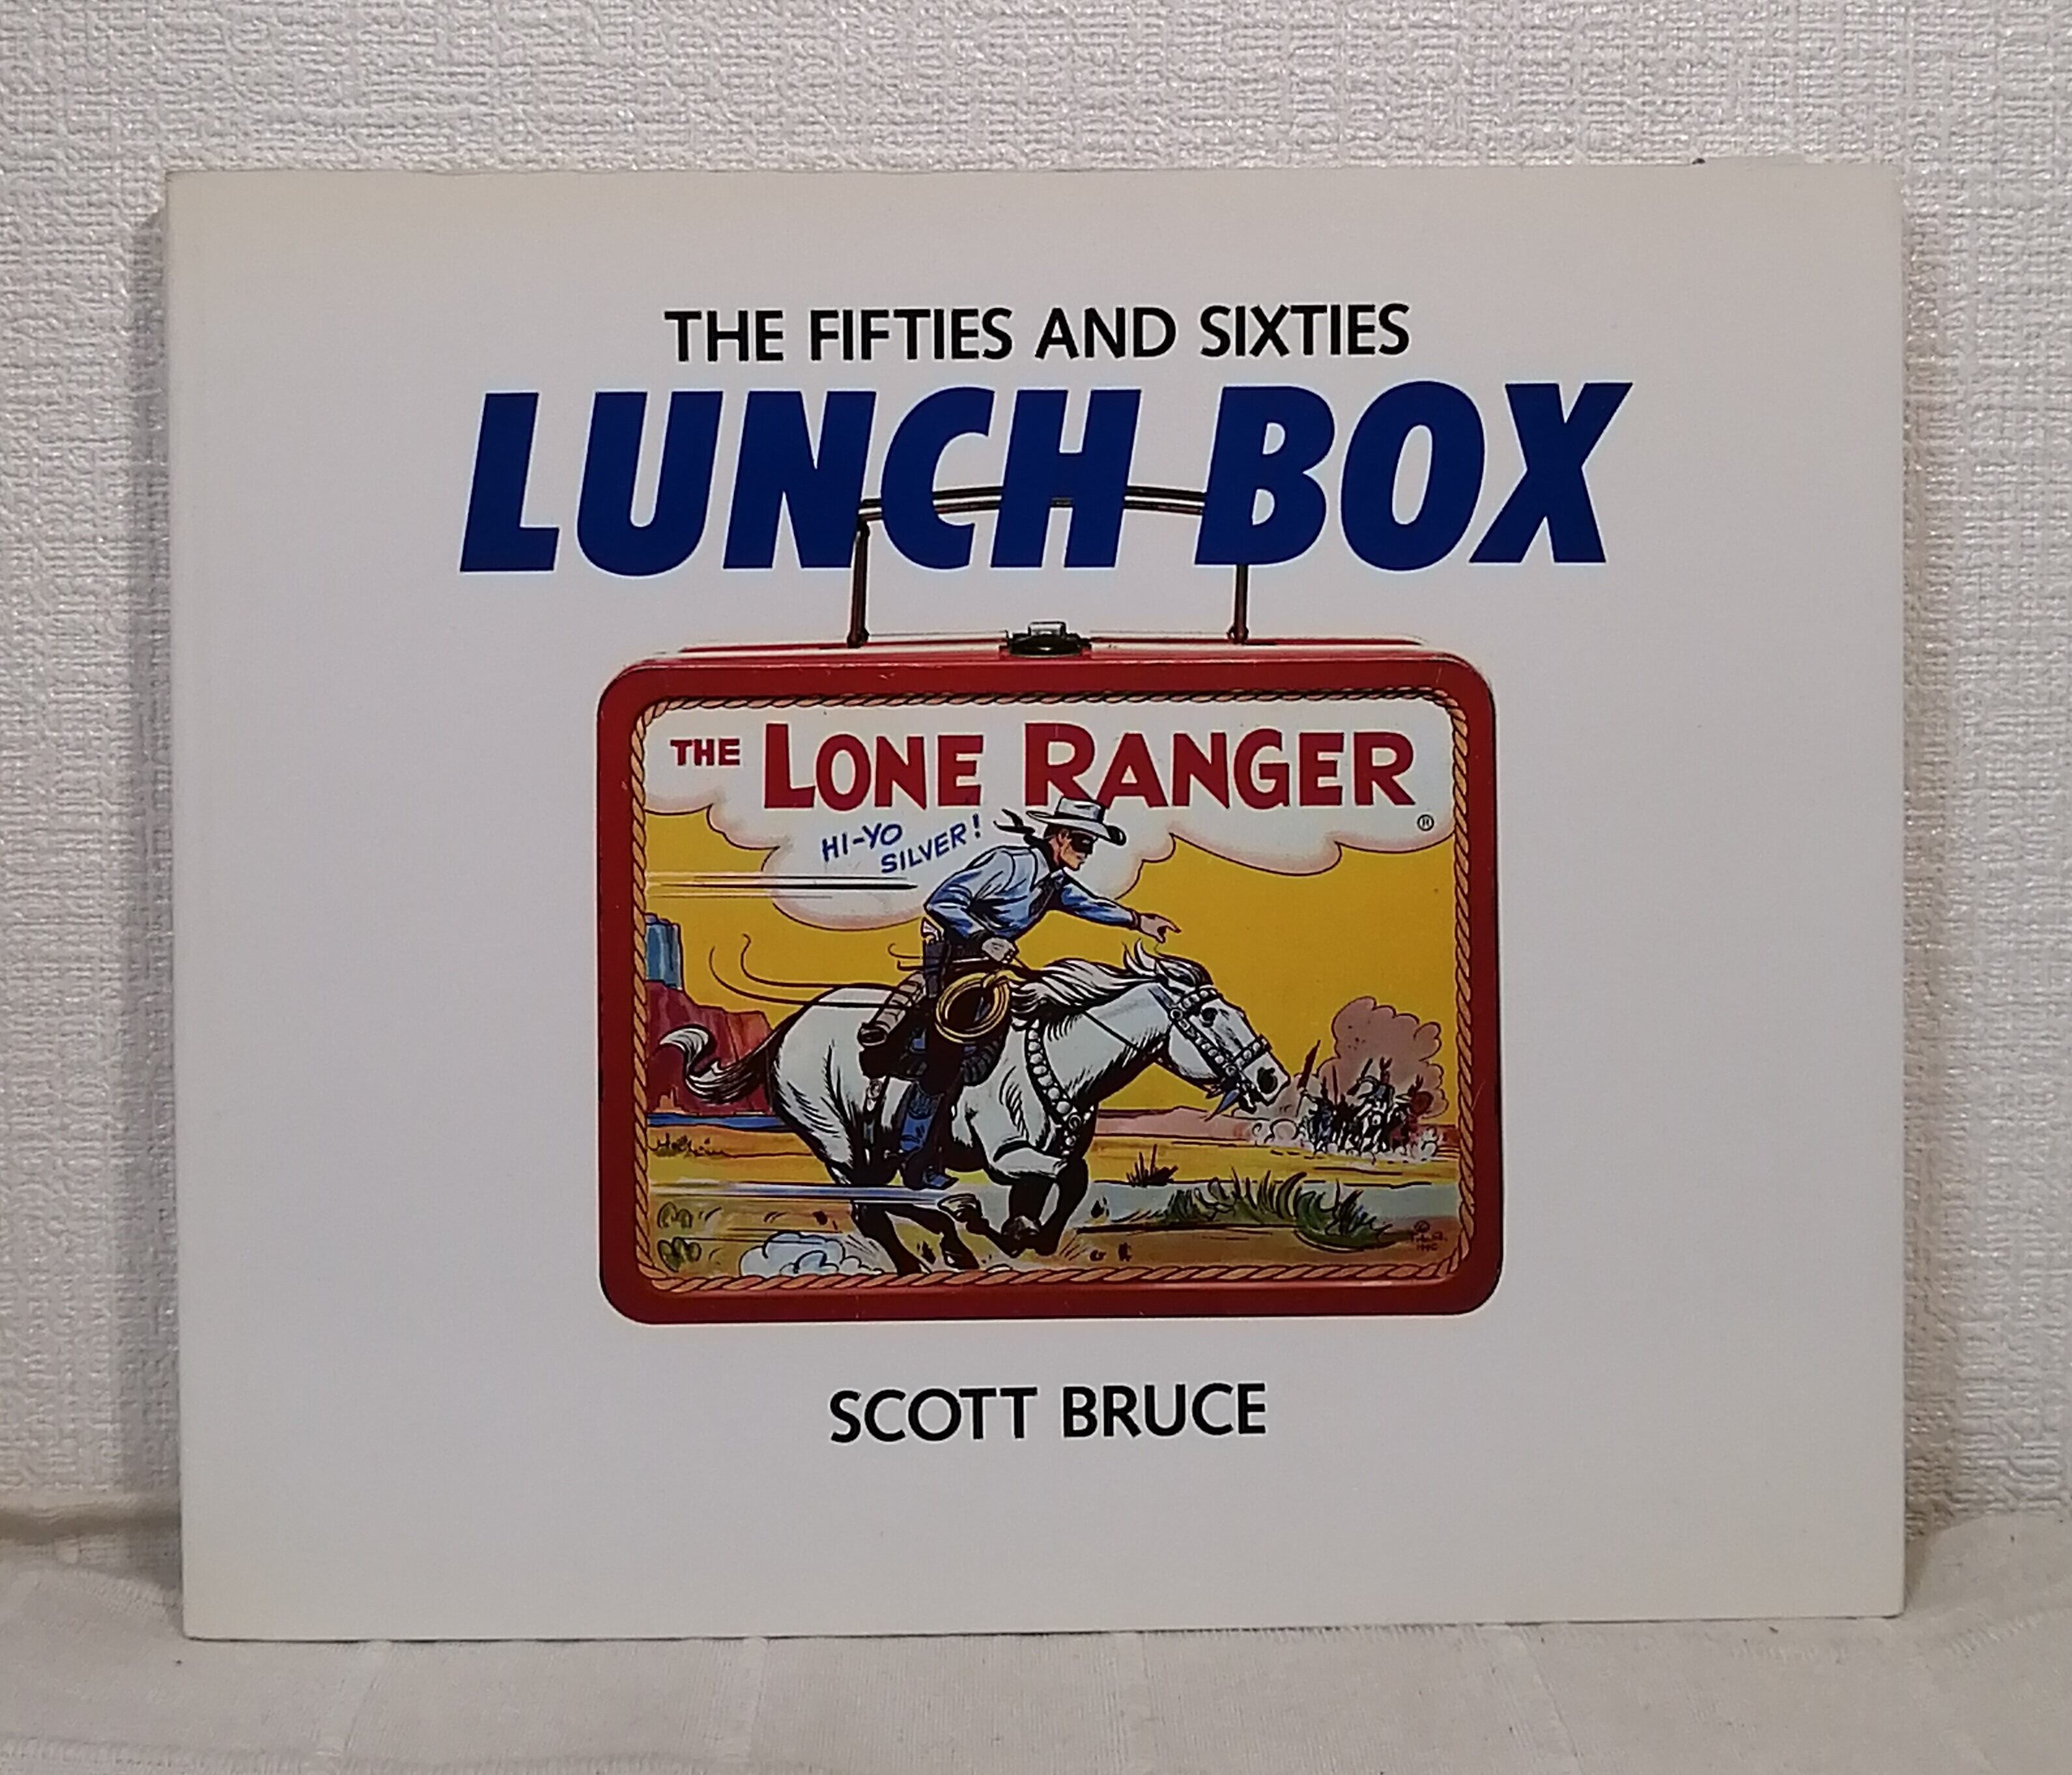 THE FIFTIES AND SIXTIES
LUNCH BOX
THE LONE RANGER
®
HI-YO
SILVER!
SCOTT BRUCE